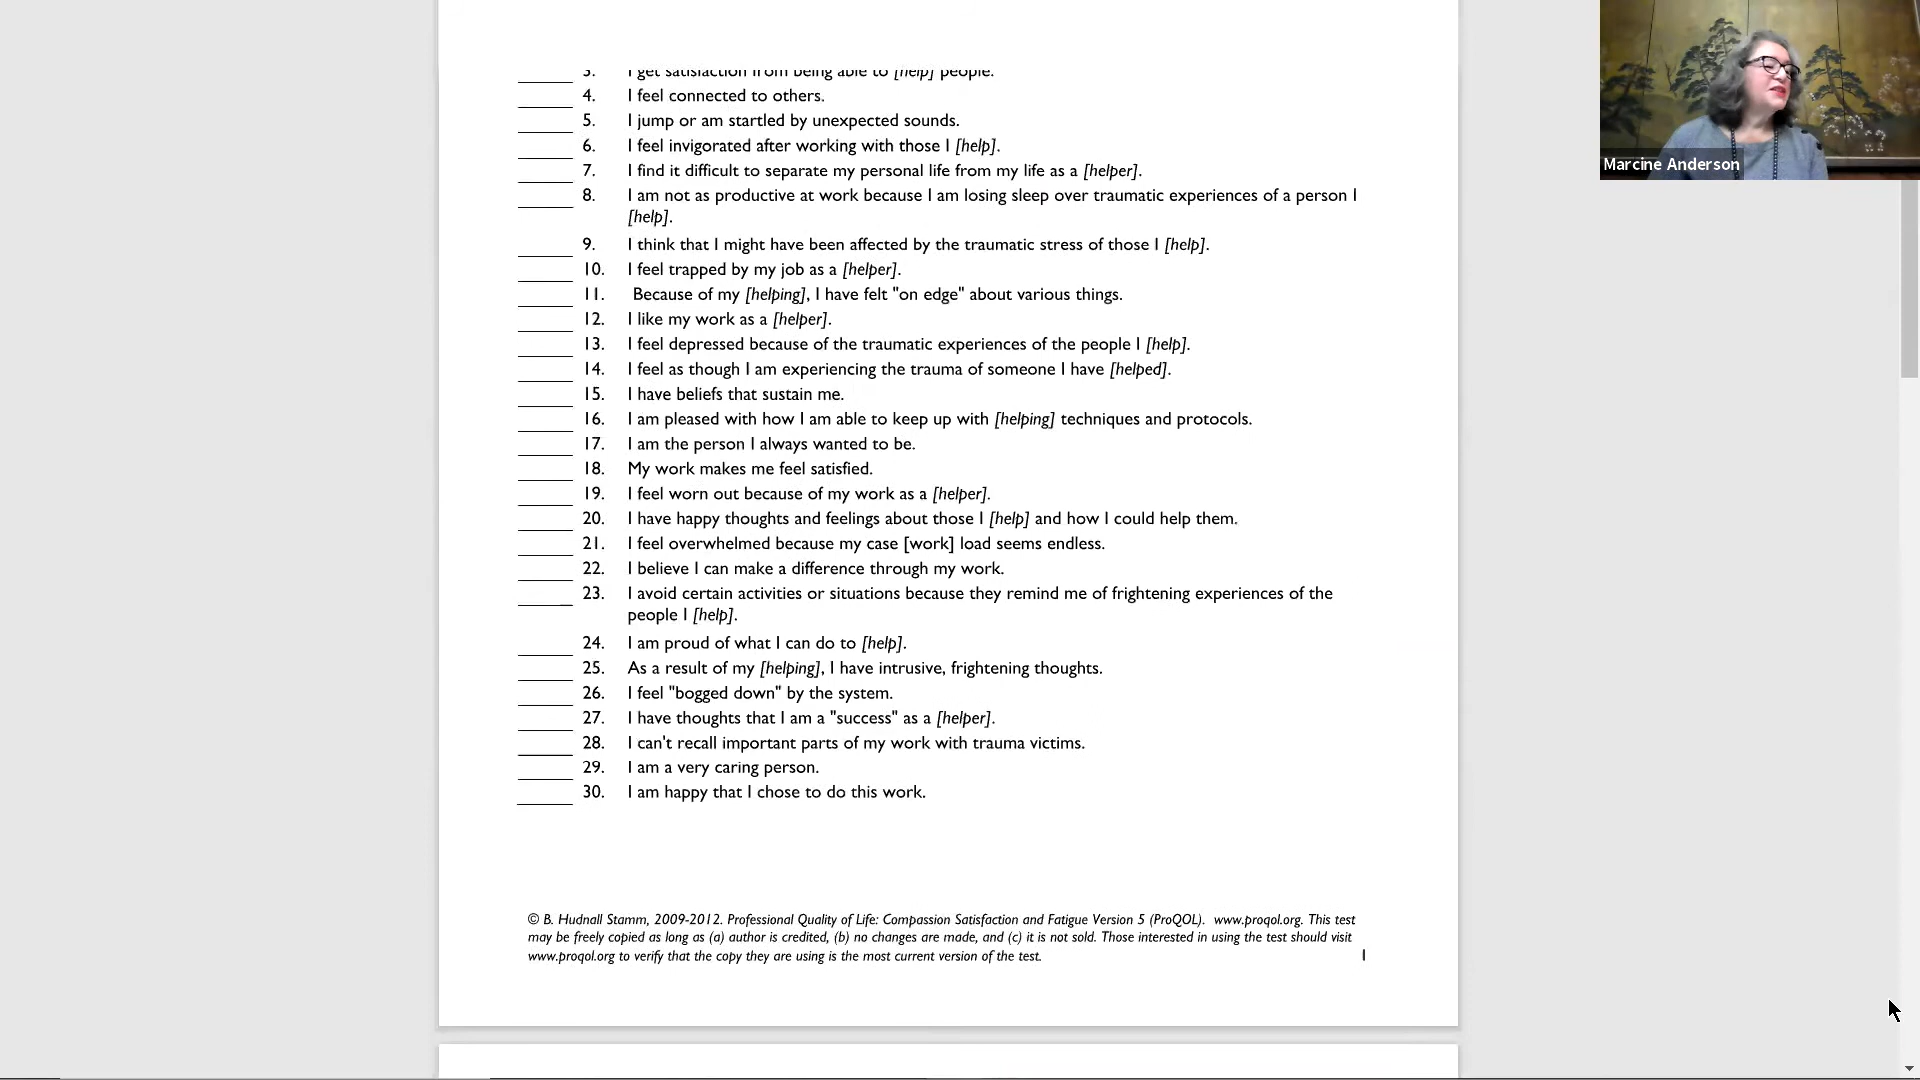 3. I get satisfaction from being able to [help] people.
4. I feel connected to others.
5. I jump or am startled by unexpected sounds.
6. I feel invigorated after working with those I [help].
7. I find it difficult to separate my personal life from my life as a [helper].
8. I am not as productive at work because I am losing sleep over traumatic experiences of a person I
[help].
9. I think that I might have been affected by the traumatic stress of those I [help].
10. I feel trapped by my job as a [helper].
11. Because of my [helping], I have felt "on edge" about various things.
12. I like my work as a [helper].
13. I feel depressed because of the traumatic experiences of the people I [help].
14. I feel as though I am experiencing the trauma of someone I have [helped].
15. I have beliefs that sustain me.
16. I am pleased with how I am able to keep up with [helping] techniques and protocols.
17. I am the person I always wanted to be.
18. My work makes me feel satisfied.
19. I feel worn out because of my work as a [helper].
20. I have happy thoughts and feelings about those I [help] and how I could help them.
21. I feel overwhelmed because my case [work] load seems endless.
22. I believe I can make a difference through my work.
23. I avoid certain activities or situations because they remind me of frightening experiences of the
people I [help].
24. I am proud of what I can do to [help].
25. As a result of my [helping], I have intrusive, frightening thoughts.
26. I feel "bogged down" by the system.
27. I have thoughts that I am a "success" as a [helper].
28. I can't recall important parts of my work with trauma victims.
29. I am a very caring person.
30. I am happy that I chose to do this work.
© B. Hudnall Stamm, 2009-2012. Professional Quality of Life: Compassion Satisfaction and Fatigue Version 5 (ProQOL). www.proqol.org. This test
may be freely copied as long as (a) author is credited, (b) no changes are made, and (c) it is not sold. Those interested in using the test should visit
www.proqol.org to verify that the copy they are using is the most current version of the test. 1
Marcine Anderson